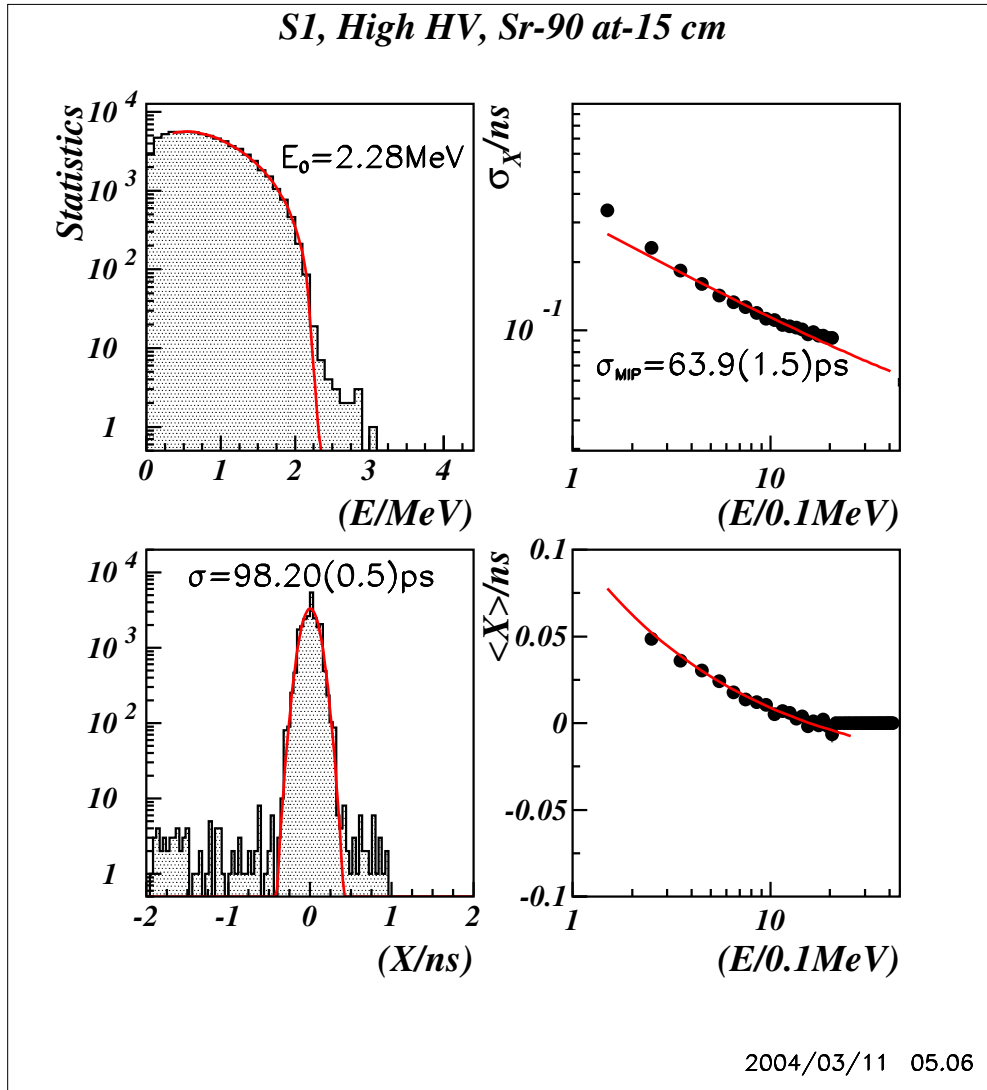 S1, High HV, Sr-90 at-15 cm
Statistics
10 4
10 3
10 2
10
1
E0=2.28MeV
0 1 2 3 4
(E/MeV)
σX/ns
10 -1
σMIP=63.9(1.5)ps
1 10
(E/0.1MeV)
10 4
10 3
10 2
10
1
σ=98.20(0.5)ps
-2 -1 0 1 2
(X/ns)
<X>/ns
0.1
0.05
0
-0.05
-0.1
1 10
(E/0.1MeV)
2004/03/11 05.06